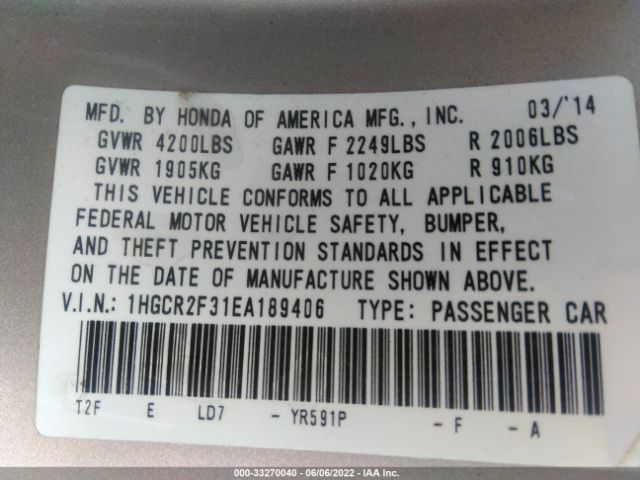 MFD. BY HONDA OF AMERICA MFG., INC. 03/'14
GVWR 4200LBS GAWR F 2249LBS R 2006LBS
GVWR 1905KG GAWR F 1020KG R 910KG
THIS VEHICLE CONFORMS TO ALL APPLICABLE
FEDERAL MOTOR VEHICLE SAFETY, BUMPER,
AND THEFT PREVENTION STANDARDS IN EFFECT
ON THE DATE OF MANUFACTURE SHOWN ABOVE.
V.I.N.: 1HGCR2F31EA189406 TYPE: PASSENGER CAR
T2F E LD7 - YR591P - F - A
000-33270040 - 06/06/2022 - IAA Inc.